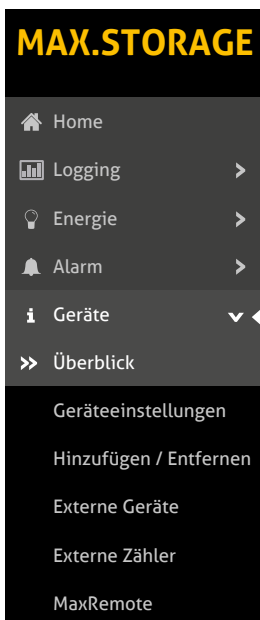 MAX.STORAGE
Home
Logging
Energie
Alarm
Geräte
Überblick
Geräteeinstellungen
Hinzufügen / Entfernen
Externe Geräte
Externe Zähler
MaxRemote